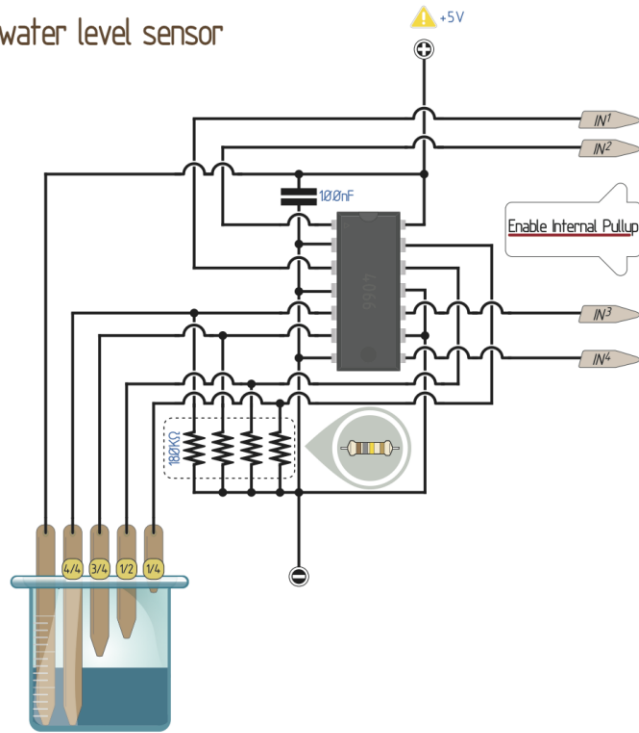 water level sensor
+5V
IN1
IN2
100nF
Enable Internal Pullup
4066
IN3
IN4
180KΩ
4/4 3/4 1/2 1/4